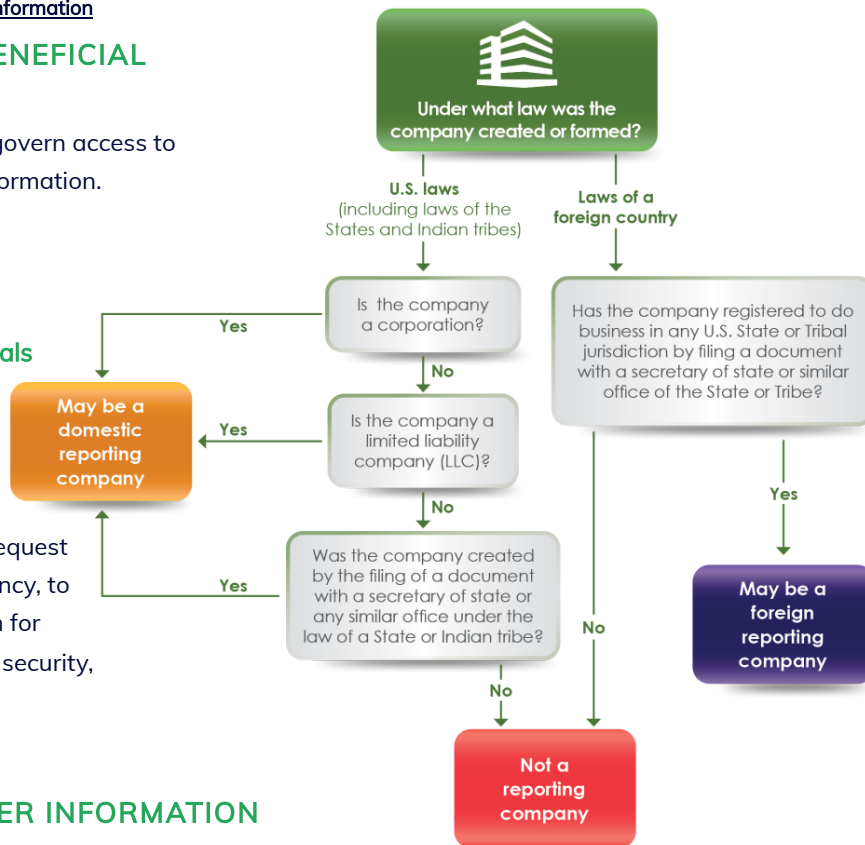 nformation
ENEFICIAL
govern access to
ormation.
als
equest
ncy, to
n for
security,
ER INFORMATION
Under what law was the
company created or formed?
U.S. laws
(including laws of the
States and Indian tribes)
Laws of a
foreign country
Is the company
a corporation?
Yes
No
Is the company a
limited liability
company (LLC)?
Yes
No
May be a
domestic
reporting
company
Was the company created
by the filing of a document
with a secretary of state or
any similar office under the
law of a State or Indian tribe?
Yes
No
Has the company registered to do
business in any U.S. State or Tribal
jurisdiction by filing a document
with a secretary of state or similar
office of the State or Tribe?
Yes
No
May be a
foreign
reporting
company
Not a
reporting
company